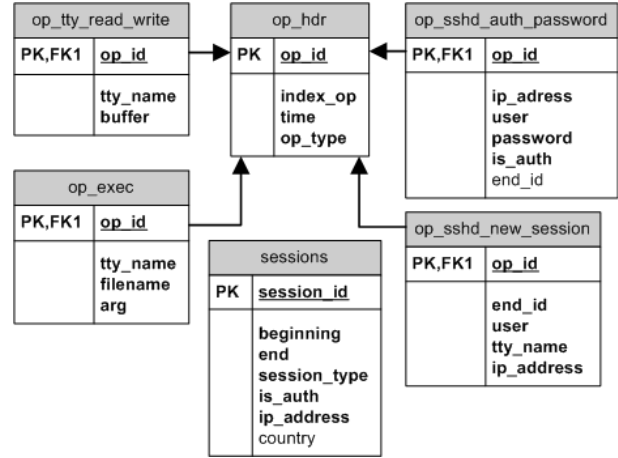 op_tty_read_write
PK,FK1 op_id
tty_name
buffer
op_hdr
PK op_id
index_op
time
op_type
op_sshd_auth_password
PK,FK1 op_id
ip_adress
user
password
is_auth
end_id
op_exec
PK,FK1 op_id
tty_name
filename
arg
sessions
PK session_id
beginning
end
session_type
is_auth
ip_address
country
op_sshd_new_session
PK,FK1 op_id
end_id
user
tty_name
ip_address